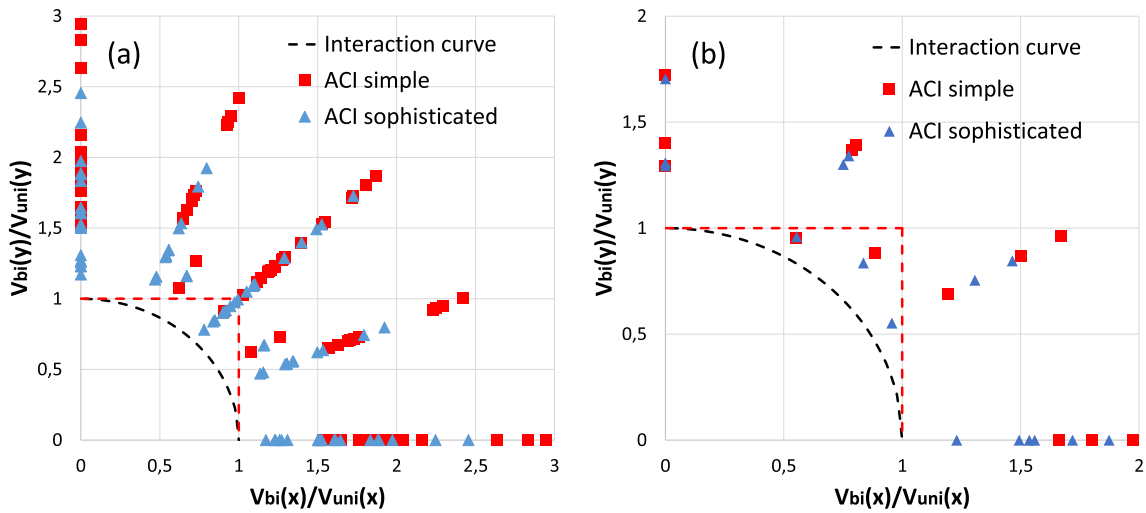 (a)
Interaction curve
ACI simple
ACI sophisticated
Vbi(y)/Vuni(y)
3
2,5
2
1,5
1
0,5
0
0 0,5 1 1,5 2 2,5 3
Vbi(x)/Vuni(x)
(b)
Interaction curve
ACI simple
ACI sophisticated
Vbi(y)/Vuni(y)
2
1,5
1
0,5
0
0 0,5 1 1,5 2
Vbi(x)/Vuni(x)